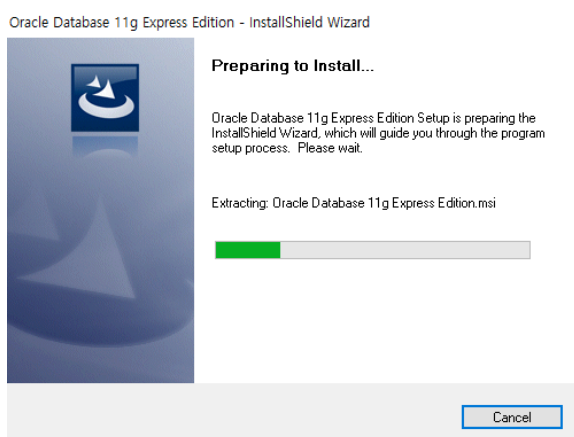 Oracle Database 11g Express Edition - InstallShield Wizard
Preparing to Install...
Oracle Database 11g Express Edition Setup is preparing the
InstallShield Wizard, which will guide you through the program
setup process. Please wait.
Extracting: Oracle Database 11g Express Edition.msi
Cancel